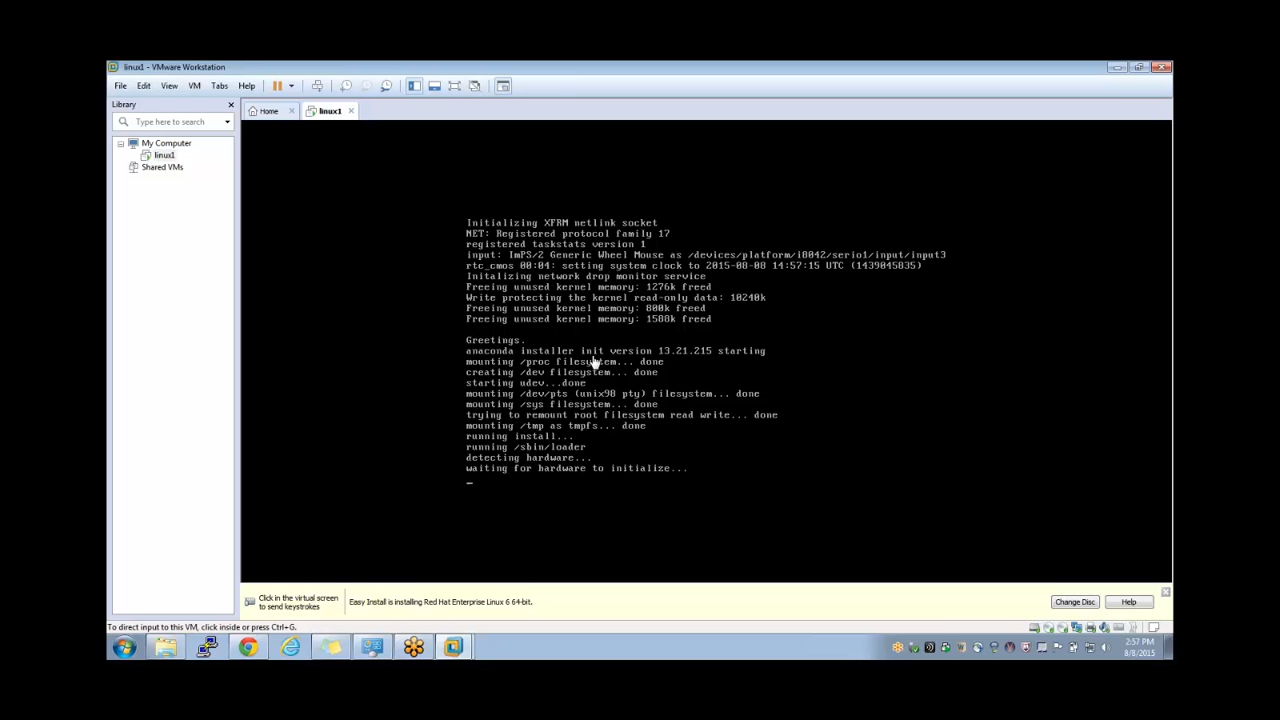 linux1 - VMware Workstation
File Edit View VM Tabs Help
Library
Home
linux1
Type here to search
My Computer
linux1
Shared VMs
Initializing XFRM netlink socket
NET: Registered protocol family 17
registered taskstats version 1
input: ImPS/2 Generic Wheel Mouse as /devices/platform/i8042/serio1/input/input3
rtc_cmos 00:04: setting system clock to 2015-08-08 14:57:15 UTC (1439045835)
Initalizing network drop monitor service
Freeing unused kernel memory: 1276k freed
Write protecting the kernel read-only data: 10240k
Freeing unused kernel memory: 800k freed
Freeing unused kernel memory: 1588k freed
Greetings.
anaconda installer init version 13.21.215 starting
mounting /proc filesystem... done
creating /dev filesystem... done
starting udev...done
mounting /dev/pts (unix98 pty) filesystem... done
mounting /sys filesystem... done
trying to remount root filesystem read write... done
mounting /tmp as tmpfs... done
running install...
running /sbin/loader
detecting hardware...
waiting for hardware to initialize...
_
Click in the virtual screen
to send keystrokes
Easy Install is installing Red Hat Enterprise Linux 6 64-bit.
Change Disc
Help
To direct input to this VM, click inside or press Ctrl+G.
2:57 PM
8/8/2015